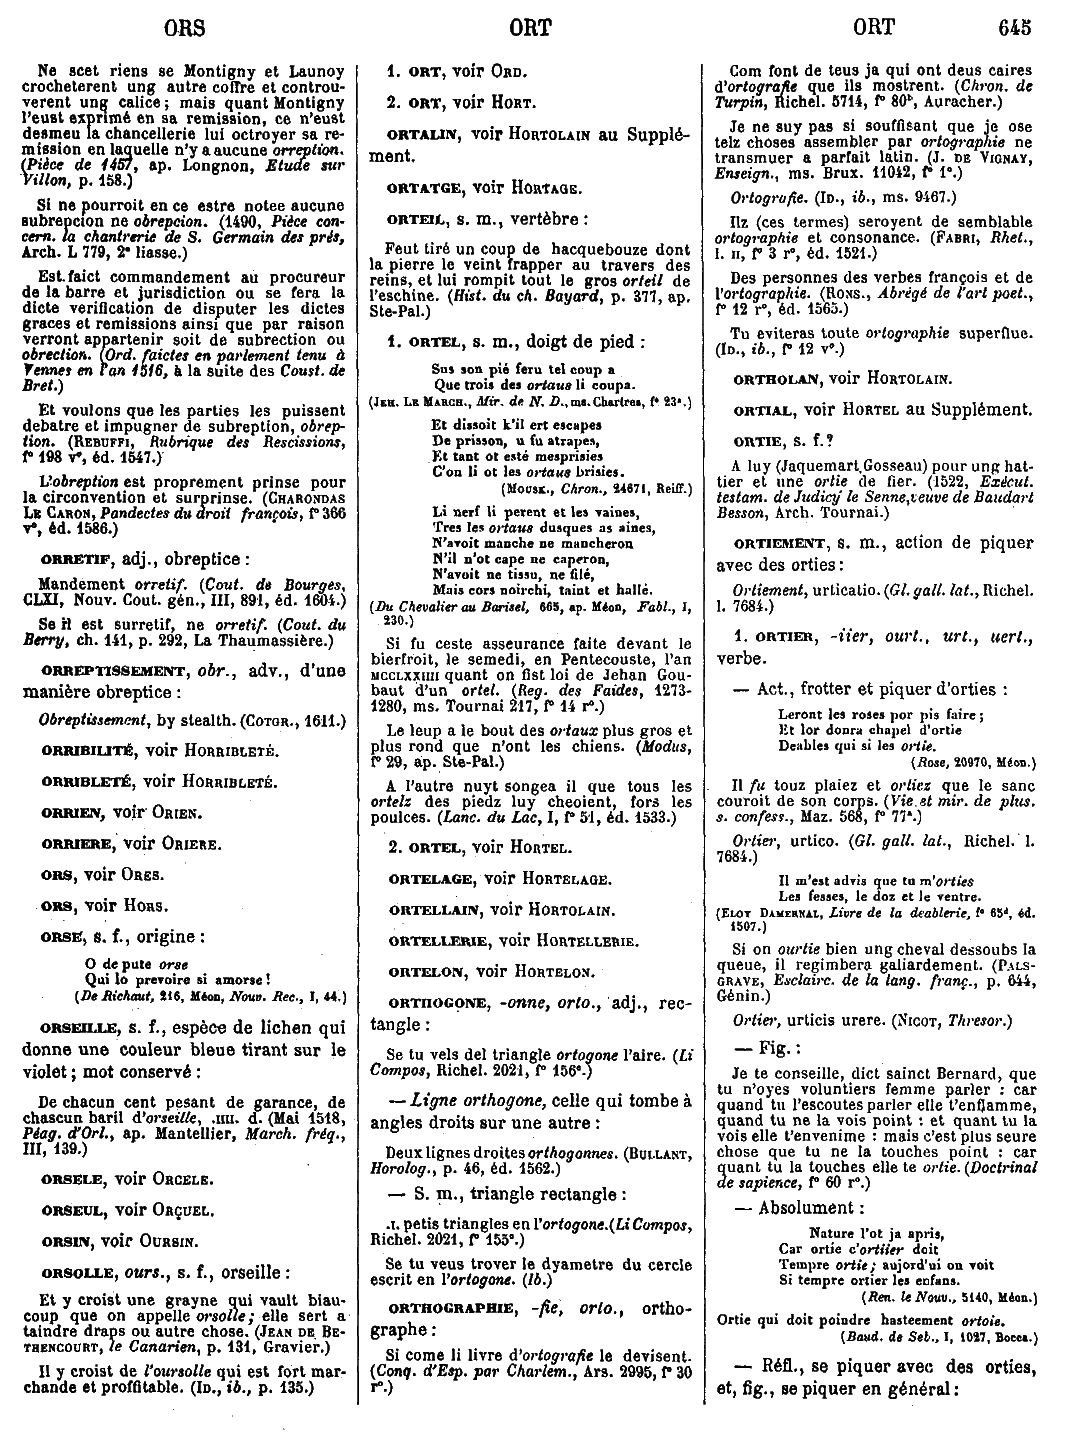 ORS
ORT
ORT
645
Ne scet riens se Montigny et Launoy
crocheterent ung autre coffre et controu-
verent ung calice ; mais quant Montigny
l'eust exprimé en sa remission, ce n'eust
desmeu la chancellerie lui octroyer sa re-
mission en laquelle n'y a aucune orreption.
(Pièce de 1457, ap. Longnon, Etude sur
Villon, p. 158.)
Si ne pourroit en ce estre notee aucune
subrepcion ne obrepcion. (1490, Pièce con-
cern. la chantrerie de S. Germain des prés,
Arch. L 779, 2e liasse.)
Est faict commandement au procureur
de la barre et jurisdiction ou se fera la
dicte verification de disputer les dictes
graces et remissions ainsi que par raison
verront appartenir soit de subrection ou
obrection. (Ord. faictes en parlement tenu à
Vennes en l'an 1516, à la suite des Coust. de
Bret.)
Et voulons que les parties les puissent
debatre et impugner de subreption, obrep-
tion. (REBUFFI, Rubrique des Rescissions,
f° 198 v°, éd. 1547.)
L'obreption est proprement prinse pour
la circonvention et surprinse. (CHARONDAS
LE CARON, Pandectes du droit françois, f° 366
v°, éd. 1586.)
ORRETIF, adj., obreptice :
Mandement orretif. (Cout. de Bourges,
CLXI, Nouv. Cout. gén., III, 891, éd. 1604.)
Se il est surretif, ne orretif. (Cout. du
Berry, ch. 141, p. 292, La Thaumassière.)
ORREPTISSEMENT, obr., adv., d'une
manière obreptice :
Obreptissement, by stealth. (COTGR., 1611.)
ORRIBILITÉ, voir HORRIBLETÉ.
ORRIBLETÉ, voir HORRIBLETÉ.
ORRIEN, voir ORIEN.
ORRIERE, voir ORIERE.
ORS, voir ORES.
ORS, voir HORS.
ORSE, s. f., origine :
O de pute orse
Qui lo prevoire si amorse !
(De Richaut, 216, Méon, Nouv. Rec., I, 44.)
ORSEILLE, s. f., espèce de lichen qui
donne une couleur bleue tirant sur le
violet ; mot conservé :
De chacun cent pesant de garance, de
chascun baril d'orseille, .IIII. d. (Mai 1518,
Péag. d'Orl., ap. Mantellier, March. fréq.,
III, 139.)
ORSELE, voir ORCELE.
ORSEUL, voir ORÇUEL.
ORSIN, voir OURSIN.
ORSOLLE, ours., s. f., orseille :
Et y croist une grayne qui vault biau-
coup que on appelle orsolle ; elle sert a
taindre draps ou autre chose. (JEAN DE BE-
THENCOURT, le Canarien, p. 131, Gravier.)
Il y croist de l'oursolle qui est fort mar-
chande et proffitable. (ID., ib., p. 135.)
1. ORT, voir ORD.
2. ORT, voir HORT.
ORTALIN, voir HORTOLAIN au Supplé-
ment.
ORTATGE, voir HORTAGE.
ORTEIL, s. m., vertèbre :
Feut tiré un coup de hacquebouze dont
la pierre le veint frapper au travers des
reins, et lui rompit tout le gros orteil de
l'eschine. (Hist. du ch. Bayard, p. 377, ap.
Ste-Pal.)
1. ORTEL, s. m., doigt de pied :
Sus son pié feru tel coup a
Que trois des ortaus li coupa.
(JEH. LE MARCH., Mir. de N. D., ms. Chartres, f° 23a.)
Et dissoit k'il ert escapes
De prisson, u fu atrapes,
Et tant ot esté mesprisies
C'on li ot les ortaus brisies.
(MOUSK., Chron., 24671, Reiff.)
Li nerf li perent et les vaines,
Tres les ortaus dusques as aines,
N'avoit manche ne mancheron
N'il n'ot cape ne caperon,
N'avoit ne tissu, ne filé,
Mais cors noirchi, taint et hallé.
(Du Chevalier au Barisel, 665, ap. Méon, Fabl., I,
230.)
Si fu ceste asseurance faite devant le
bierfroit, le semedi, en Pentecouste, l'an
MCCLXXIIII quant on fist loi de Jehan Gou-
baut d'un ortel. (Reg. des Faides, 1273-
1280, ms. Tournai 217, f° 14 r°.)
Le leup a le bout des ortaux plus gros et
plus rond que n'ont les chiens. (Modus,
f° 29, ap. Ste-Pal.)
A l'autre nuyt songea il que tous les
ortelz des piedz luy cheoient, fors les
poulces. (Lanc. du Lac, I, f° 51, éd. 1533.)
2. ORTEL, voir HORTEL.
ORTELAGE, voir HORTELAGE.
ORTELLAIN, voir HORTOLAIN.
ORTELLERIE, voir HORTELLERIE.
ORTELON, voir HORTELON.
ORTHOGONE, -onne, orto., adj., rec-
tangle :
Se tu vels del triangle ortogone l'aire. (Li
Compos, Richel. 2021, f° 156a.)
— Ligne orthogone, celle qui tombe à
angles droits sur une autre :
Deux lignes droites orthogonnes. (BULLANT,
Horolog., p. 46, éd. 1562.)
— S. m., triangle rectangle :
.I. petis triangles en l'ortogone. (Li Compos,
Richel. 2021, f° 155a.)
Se tu veus trover le dyametre du cercle
escrit en l'ortogone. (Ib.)
ORTHOGRAPHIE, -fie, orto., ortho-
graphe :
Si come li livre d'ortografie le devisent.
(Conq. d'Esp. par Charlem., Ars. 2995, f° 30
r°.)
Com font de teus ja qui ont deus caires
d'ortografie que ils mostrent. (Chron. de
Turpin, Richel. 5714, f° 80b, Auracher.)
Je ne suy pas si souffisant que je ose
telz choses assembler par ortographie ne
transmuer a parfait latin. (J. DE VIGNAY,
Enseign., ms. Brux. 11042, f° 1°.)
Ortografie. (ID., ib., ms. 9467.)
Ilz (ces termes) seroyent de semblable
ortographie et consonance. (FABRI, Rhet.,
l. II, f° 3 r°, éd. 1521.)
Des personnes des verbes françois et de
l'ortographie. (RONS., Abrégé de l'art poet.,
f° 12 r°, éd. 1565.)
Tu eviteras toute ortographie superflue.
(ID., ib., f° 12 v°.)
ORTHOLAN, voir HORTOLAIN.
ORTIAL, voir HORTEL au Supplément.
ORTIE, s. f.?
A luy (Jaquemart Gosseau) pour ung hat-
tier et une ortie de fier. (1522, Exécut.
testam. de Judicy le Senne, veuve de Baudart
Besson, Arch. Tournai.)
ORTIEMENT, s. m., action de piquer
avec des orties :
Ortiement, urticatio. (Gl. gall. lat., Richel.
l. 7684.)
1. ORTIER, -iier, ourt., urt., uert.,
verbe.
— Act., frotter et piquer d'orties :
Leront les roses por pis faire ;
Et lor donra chapel d'ortie
Deables qui si les ortie.
(Rose, 20970, Méon.)
Il fu touz plaiez et ortiez que le sanc
couroit de son corps. (Vie et mir. de plus.
s. confess., Maz. 568, f° 77a.)
Ortier, urtico. (Gl. gall. lat., Richel. l.
7684.)
Il m'est advis que tu m'orties
Les fesses, le doz et le ventre.
(ELOY DAMERNAL, Livre de la deablerie, f° 65d, éd.
1507.)
Si on ourtie bien ung cheval dessoubs la
queue, il regimbera galiardement. (PALS-
GRAVE, Esclairc. de la lang. franç., p. 644,
Génin.)
Ortier, urticis urere. (NICOT, Thresor.)
— Fig. :
Je te conseille, dict sainct Bernard, que
tu n'oyes voluntiers femme parler : car
quand tu l'escoutes parler elle t'enflamme,
quand tu ne la vois point : et quant tu la
vois elle t'envenime : mais c'est plus seure
chose que tu ne la touches point : car
quant tu la touches elle te ortie. (Doctrinal
de sapience, f° 60 r°.)
— Absolument :
Nature l'ot ja apris,
Car ortie c'ortiier doit
Tempre ortie ; aujord'ui on voit
Si tempre ortier les enfans.
(Ren. le Nouv., 5140, Méon.)
Ortie qui doit poindre hasteement ortoie.
(Baud. de Seb., I, 1027, Bocca.)
— Réfl., se piquer avec des orties,
et, fig., se piquer en général :